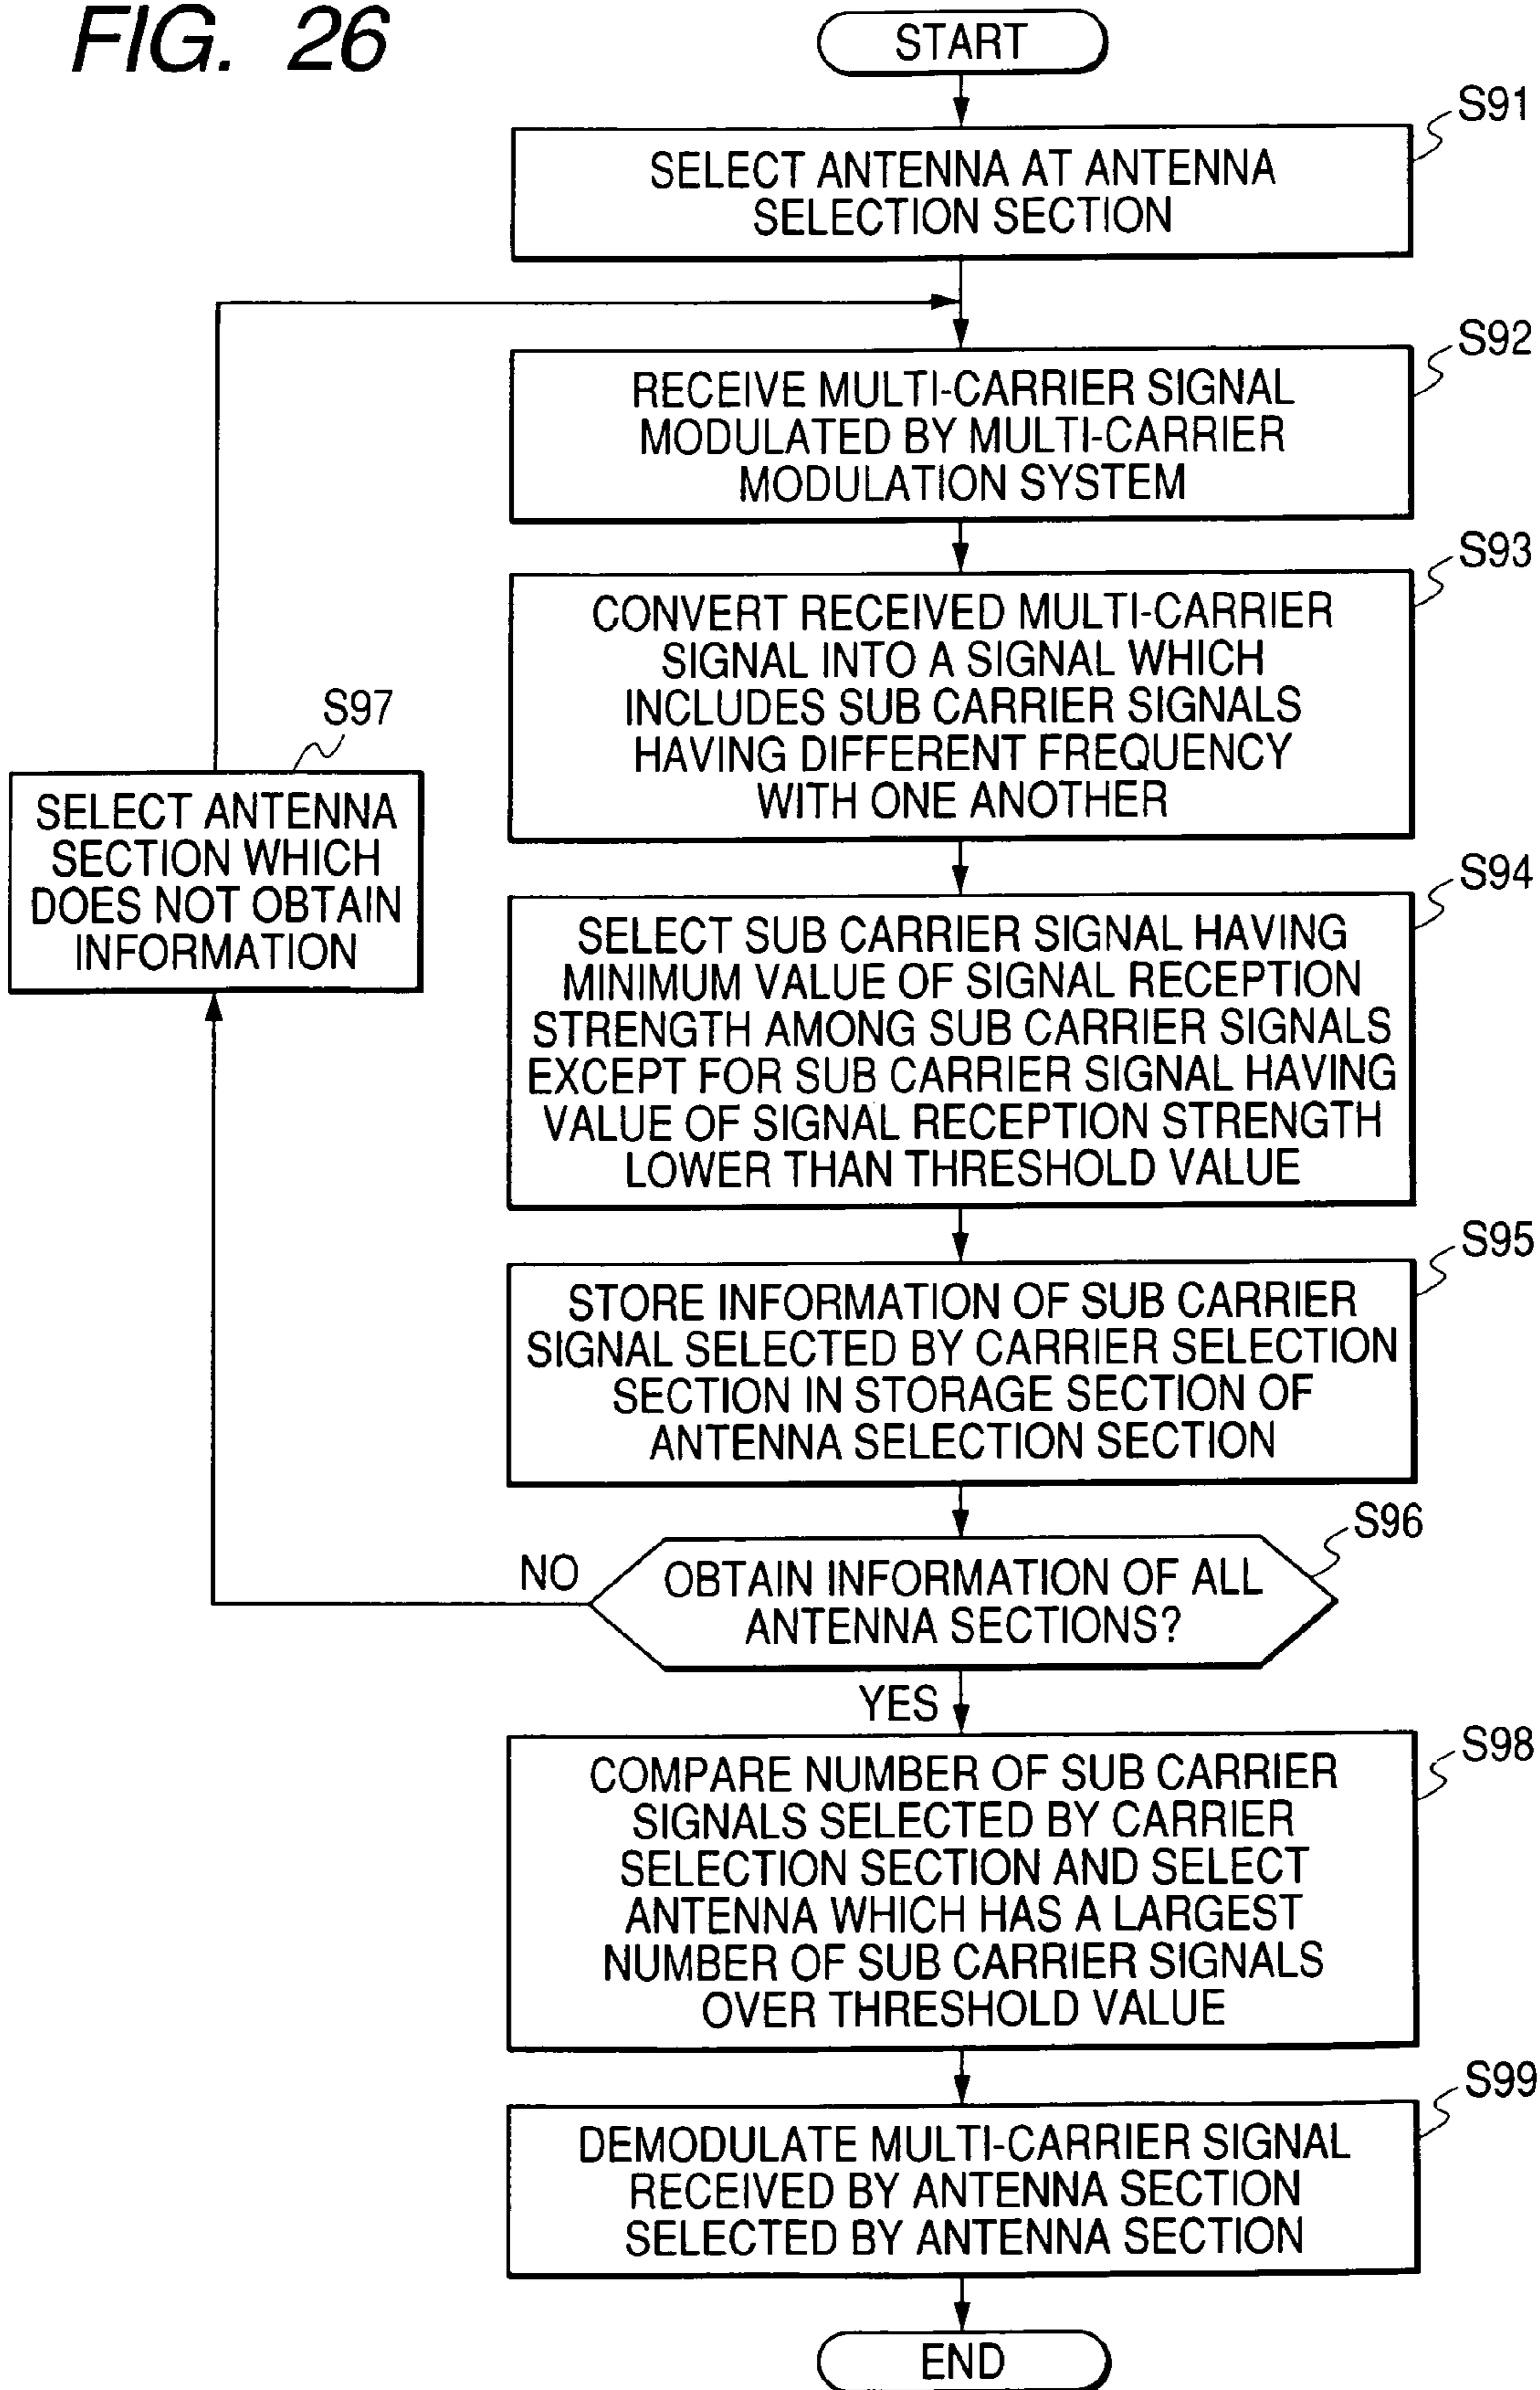 FIG. 26
START
S91
SELECT ANTENNA AT ANTENNA
SELECTION SECTION
S92
RECEIVE MULTI-CARRIER SIGNAL
MODULATED BY MULTI-CARRIER
MODULATION SYSTEM
S93
CONVERT RECEIVED MULTI-CARRIER
SIGNAL INTO A SIGNAL WHICH
INCLUDES SUB CARRIER SIGNALS
HAVING DIFFERENT FREQUENCY
WITH ONE ANOTHER
S97
SELECT ANTENNA
SECTION WHICH
DOES NOT OBTAIN
INFORMATION
S94
SELECT SUB CARRIER SIGNAL HAVING
MINIMUM VALUE OF SIGNAL RECEPTION
STRENGTH AMONG SUB CARRIER SIGNALS
EXCEPT FOR SUB CARRIER SIGNAL HAVING
VALUE OF SIGNAL RECEPTION STRENGTH
LOWER THAN THRESHOLD VALUE
S95
STORE INFORMATION OF SUB CARRIER
SIGNAL SELECTED BY CARRIER SELECTION
SECTION IN STORAGE SECTION OF
ANTENNA SELECTION SECTION
S96
NO
OBTAIN INFORMATION OF ALL
ANTENNA SECTIONS?
YES
S98
COMPARE NUMBER OF SUB CARRIER
SIGNALS SELECTED BY CARRIER
SELECTION SECTION AND SELECT
ANTENNA WHICH HAS A LARGEST
NUMBER OF SUB CARRIER SIGNALS
OVER THRESHOLD VALUE
S99
DEMODULATE MULTI-CARRIER SIGNAL
RECEIVED BY ANTENNA SECTION
SELECTED BY ANTENNA SECTION
END